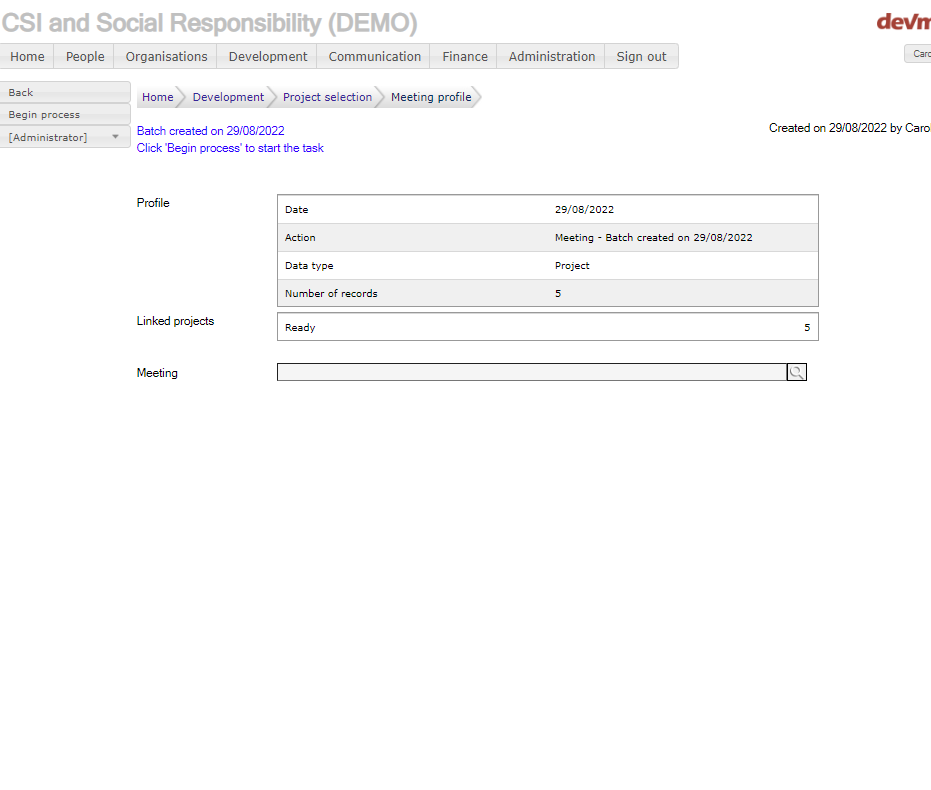 CSI and Social Responsibility (DEMO)
Home People Organisations Development Communication Finance Administration Sign out
Back
Begin process
[Administrator]
Home Development Project selection Meeting profile
Batch created on 29/08/2022
Click 'Begin process' to start the task
Created on 29/08/2022 by
Profile
Date 29/08/2022
Action Meeting - Batch created on 29/08/2022
Data type Project
Number of records 5
Linked projects
Ready 5
Meeting